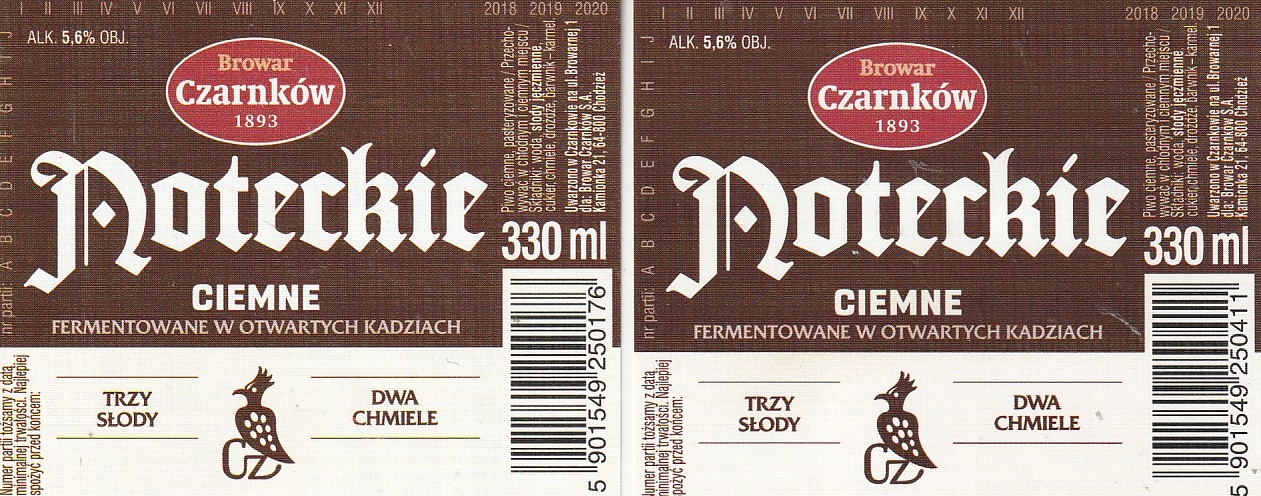 I II III IV V VI VII VIII IX X XI XII 2018 2019 2020
ALK. 5,6% OBJ.
Browar
Czarnków
1893
Noteckie
CIEMNE
FERMENTOWANE W OTWARTYCH KADZIACH
nr partii: A B C D E F G H I J
Piwo ciemne, pasteryzowane / Przecho-
wywać w chłodnym i ciemnym miejscu /
Składniki: woda, słody jęczmienne,
cukier, chmiele, drożdże, barwnik – karmel.
Uwarzono w Czarnkowie na ul. Browarnej 1
dla: Browar Czarnków S.A.
Kamionka 21, 64-800 Chodzież
330 ml
TRZY
SŁODY
DWA
CHMIELE
CZ
Numer partii tożsamy z datą
minimalnej trwałości. Najlepiej
spożyć przed końcem:
5 901549 250176
I II III IV V VI VII VIII IX X XI XII 2018 2019 2020
ALK. 5,6% OBJ.
Browar
Czarnków
1893
Noteckie
CIEMNE
FERMENTOWANE W OTWARTYCH KADZIACH
nr partii: A B C D E F G H I J
Piwo ciemne, pasteryzowane / Przecho-
wywać w chłodnym i ciemnym miejscu /
Składniki: woda, słody jęczmienne,
cukier, chmiele, drożdże, barwnik – karmel.
Uwarzono w Czarnkowie na ul. Browarnej 1
dla: Browar Czarnków S.A.
Kamionka 21, 64-800 Chodzież
330 ml
TRZY
SŁODY
DWA
CHMIELE
CZ
Numer partii tożsamy z datą
minimalnej trwałości. Najlepiej
spożyć przed końcem:
5 901549 250411